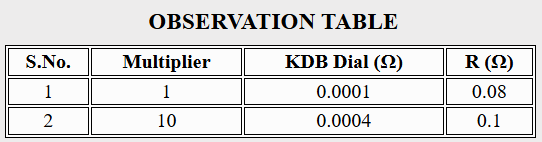 OBSERVATION TABLE
S.No. Multiplier KDB Dial (Ω) R (Ω)
1 1 0.0001 0.08
2 10 0.0004 0.1